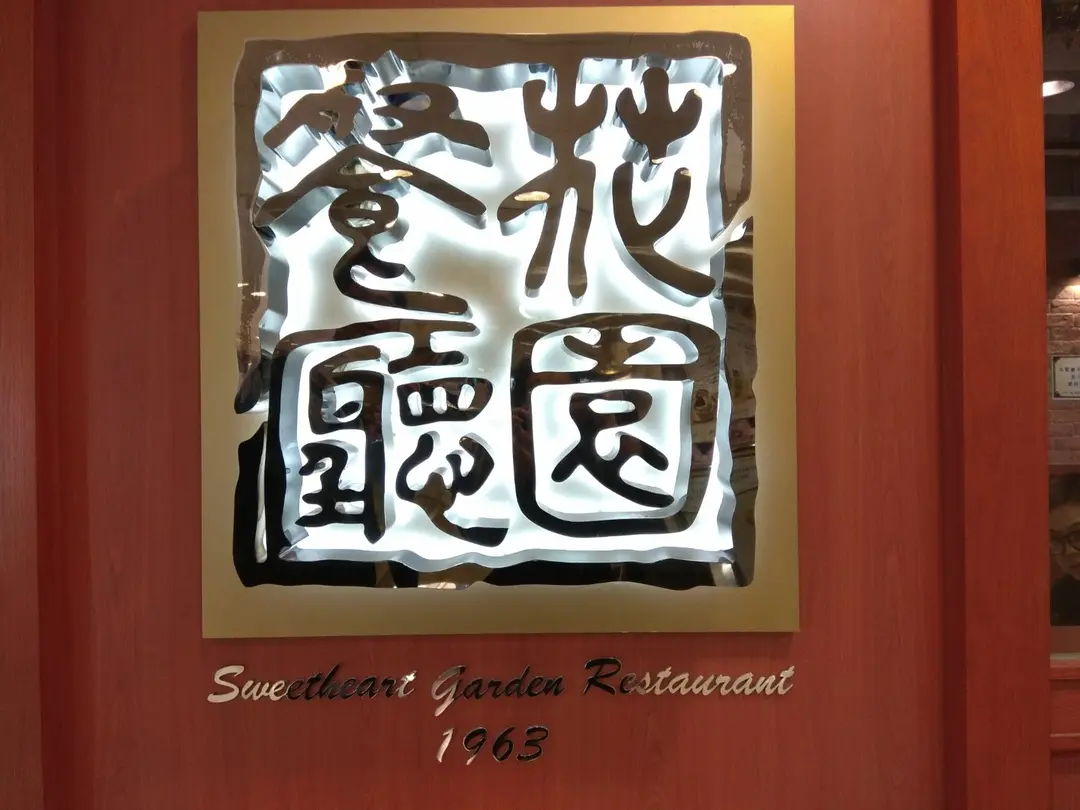 花園
餐廳
Sweetheart Garden Restaurant
1963